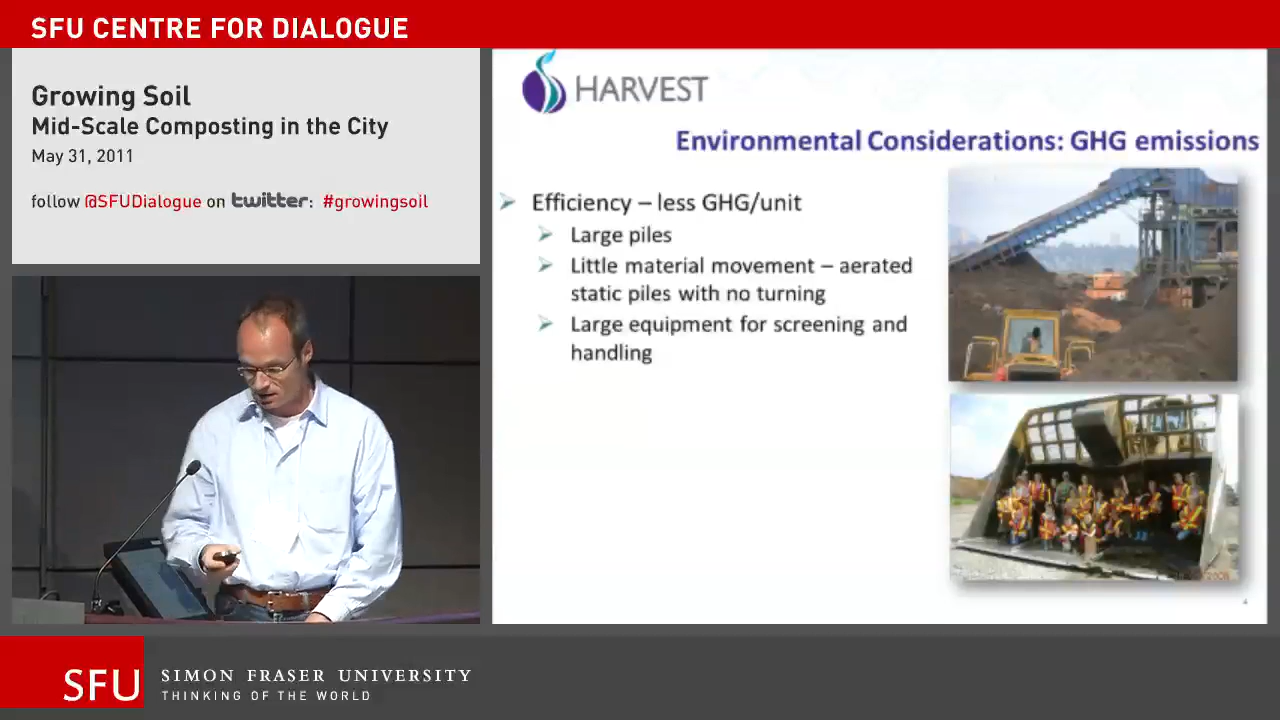 SFU CENTRE FOR DIALOGUE
Growing Soil
Mid-Scale Composting in the City
May 31, 2011
follow @SFUDialogue on twitter: #growingsoil
HARVEST
Environmental Considerations: GHG emissions
Efficiency – less GHG/unit
Large piles
Little material movement – aerated
static piles with no turning
Large equipment for screening and
handling
4
SFU
SIMON FRASER UNIVERSITY
THINKING OF THE WORLD